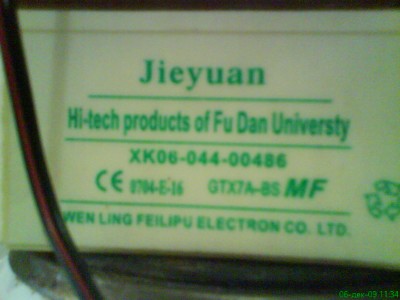 Jieyuan
Hi-tech products of Fu Dan Universty
XK06-044-00486
CE 0704-E-16 GTX7A-BS MF
WEN LING FEILIPU ELECTRON CO. LTD.
06-дек-09 11:34